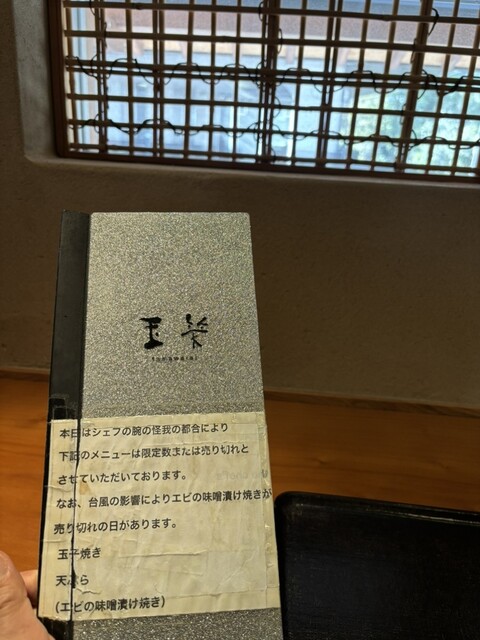 玉笑
本日はシェフの腕の怪我の都合により
下記のメニューは限定数または売り切れと
させていただいております。
なお、台風の影響によりエビの味噌漬け焼きが
売り切れの日があります。
玉子焼き
天ぷら
(エビの味噌漬け焼き)